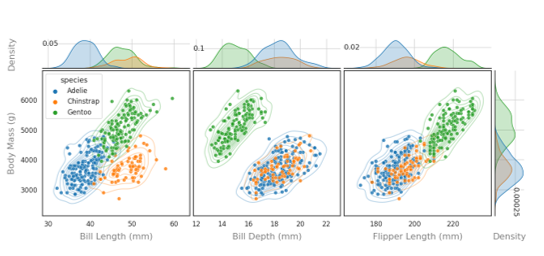 Density
0.05
0.1
0.02
species
Adelie
Chinstrap
Gentoo
Body Mass (g)
6000
5000
4000
3000
30 40 50 60 12 14 16 18 20 22 180 200 220
Bill Length (mm) Bill Depth (mm) Flipper Length (mm) Density
0.00025